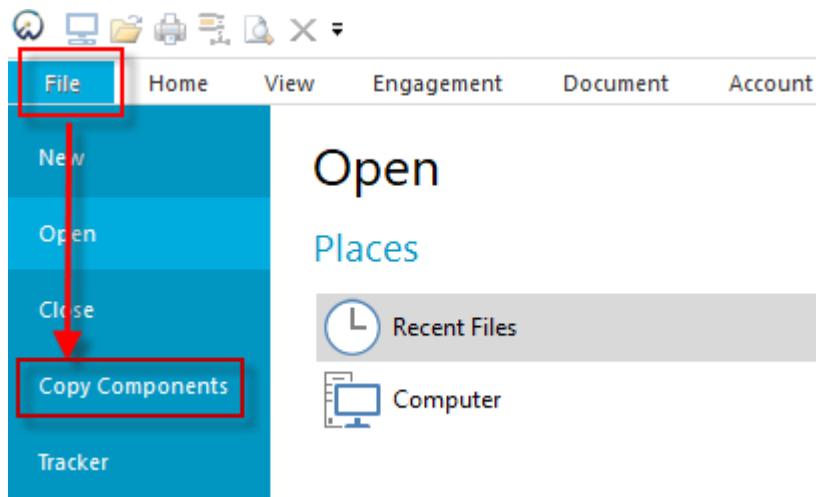 File Home View Engagement Document Account
New
Open
Close
Copy Components
Tracker
Open
Places
Recent Files
Computer